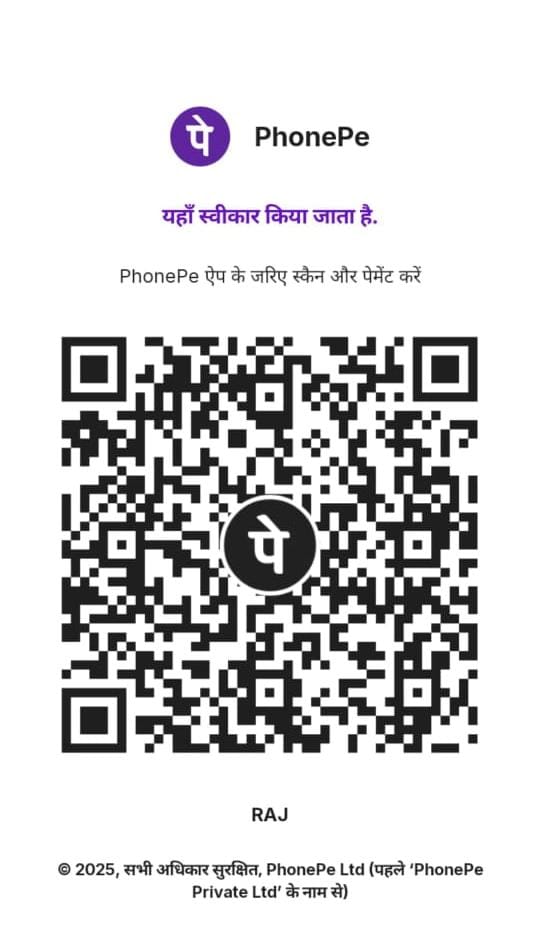 पे PhonePe
यहाँ स्वीकार किया जाता है.
PhonePe ऐप के जरिए स्कैन और पेमेंट करें
पे
RAJ
© 2025, सभी अधिकार सुरक्षित, PhonePe Ltd (पहले ‘PhonePe
Private Ltd’ के नाम से)